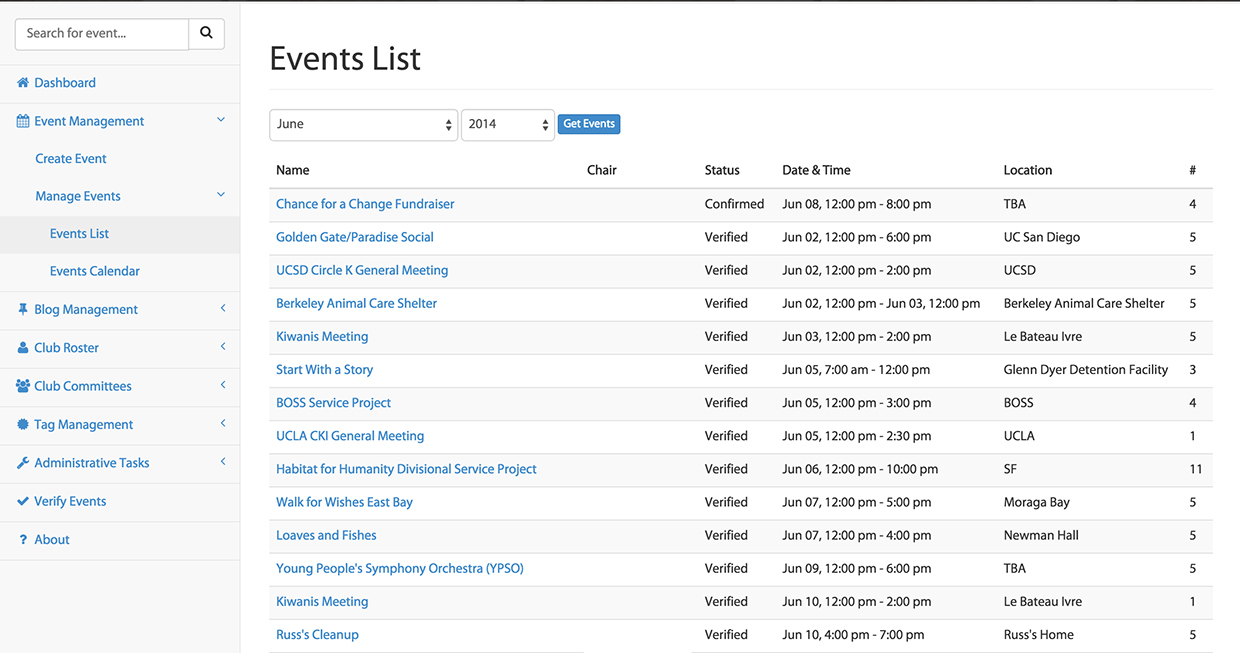 Search for event...
Dashboard
Event Management
Create Event
Manage Events
Events List
Events Calendar
Blog Management
Club Roster
Club Committees
Tag Management
Administrative Tasks
Verify Events
? About
Events List
June 2014 Get Events
Name Chair Status Date & Time Location #
Chance for a Change Fundraiser Confirmed Jun 08, 12:00 pm - 8:00 pm TBA 4
Golden Gate/Paradise Social Verified Jun 02, 12:00 pm - 6:00 pm UC San Diego 5
UCSD Circle K General Meeting Verified Jun 02, 12:00 pm - 2:00 pm UCSD 5
Berkeley Animal Care Shelter Verified Jun 02, 12:00 pm - Jun 03, 12:00 pm Berkeley Animal Care Shelter 5
Kiwanis Meeting Verified Jun 03, 12:00 pm - 2:00 pm Le Bateau Ivre 5
Start With a Story Verified Jun 05, 7:00 am - 12:00 pm Glenn Dyer Detention Facility 3
BOSS Service Project Verified Jun 05, 12:00 pm - 3:00 pm BOSS 4
UCLA CKI General Meeting Verified Jun 05, 12:00 pm - 2:30 pm UCLA 1
Habitat for Humanity Divisional Service Project Verified Jun 06, 12:00 pm - 10:00 pm SF 11
Walk for Wishes East Bay Verified Jun 07, 12:00 pm - 5:00 pm Moraga Bay 5
Loaves and Fishes Verified Jun 07, 12:00 pm - 4:00 pm Newman Hall 5
Young People's Symphony Orchestra (YPSO) Verified Jun 09, 12:00 pm - 6:00 pm TBA 5
Kiwanis Meeting Verified Jun 10, 12:00 pm - 2:00 pm Le Bateau Ivre 1
Russ's Cleanup Verified Jun 10, 4:00 pm - 7:00 pm Russ's Home 5